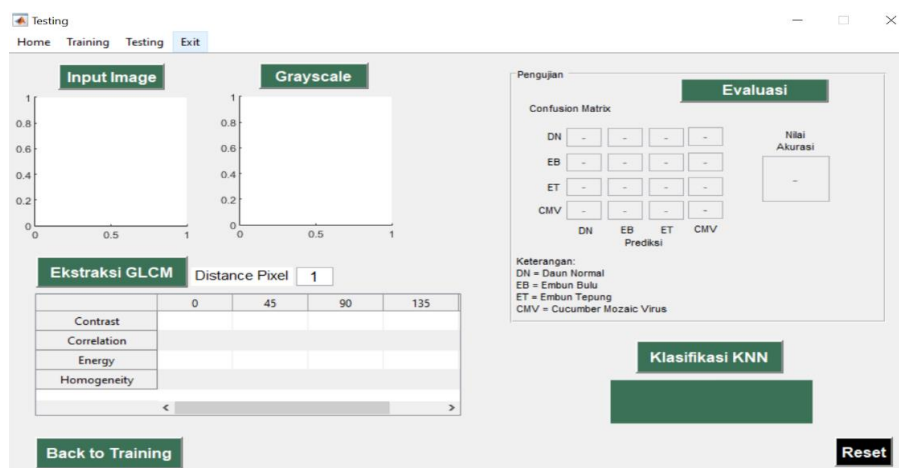 Testing
Home Training Testing Exit
Input Image
Grayscale
1
0.8
0.6
0.4
0.2
0
0 0.5 1
1
0.8
0.6
0.4
0.2
0
0 0.5 1
Ekstraksi GLCM Distance Pixel 1
0 45 90 135
Contrast
Correlation
Energy
Homogeneity
Back to Training
Pengujian
Evaluasi
Confusion Matrix
DN - - - -
EB - - - -
ET - - - -
CMV - - - -
DN EB ET CMV
Prediksi
Nilai
Akurasi
-
Keterangan:
DN = Daun Normal
EB = Embun Bulu
ET = Embun Tepung
CMV = Cucumber Mozaic Virus
Klasifikasi KNN
Reset